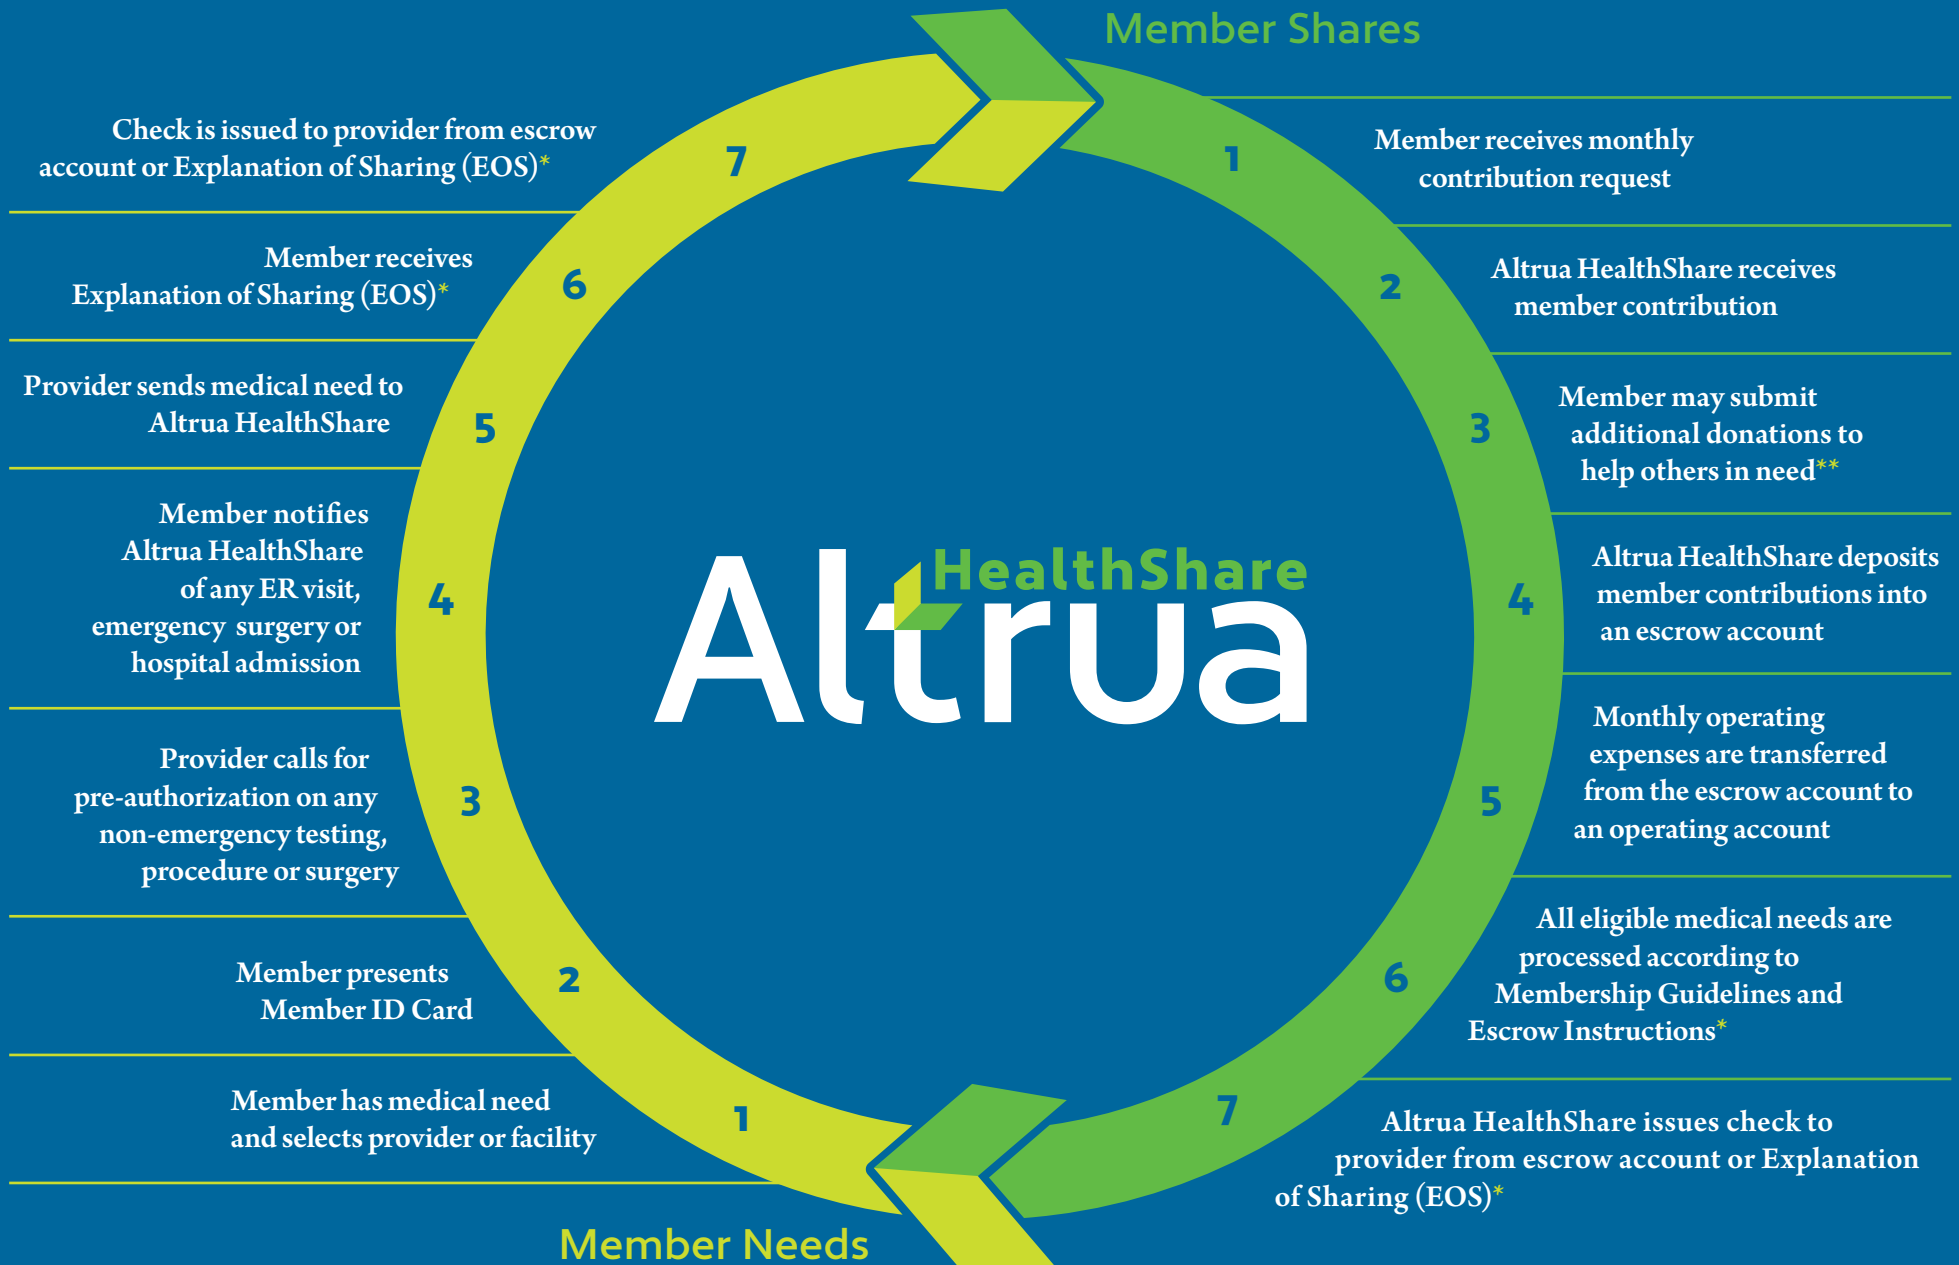 Member Shares
1
Member receives monthly
contribution request
2
Altrua HealthShare receives
member contribution
3
Member may submit
additional donations to
help others in need**
4
Altrua HealthShare deposits
member contributions into
an escrow account
5
Monthly operating
expenses are transferred
from the escrow account to
an operating account
6
All eligible medical needs are
processed according to
Membership Guidelines and
Escrow Instructions*
7
Altrua HealthShare issues check to
provider from escrow account or Explanation
of Sharing (EOS)*
Member Needs
1
Member has medical need
and selects provider or facility
2
Member presents
Member ID Card
3
Provider calls for
pre-authorization on any
non-emergency testing,
procedure or surgery
4
Member notifies
Altrua HealthShare
of any ER visit,
emergency surgery or
hospital admission
5
Provider sends medical need to
Altrua HealthShare
6
Member receives
Explanation of Sharing (EOS)*
7
Check is issued to provider from escrow
account or Explanation of Sharing (EOS)*
HealthShare
Altrua